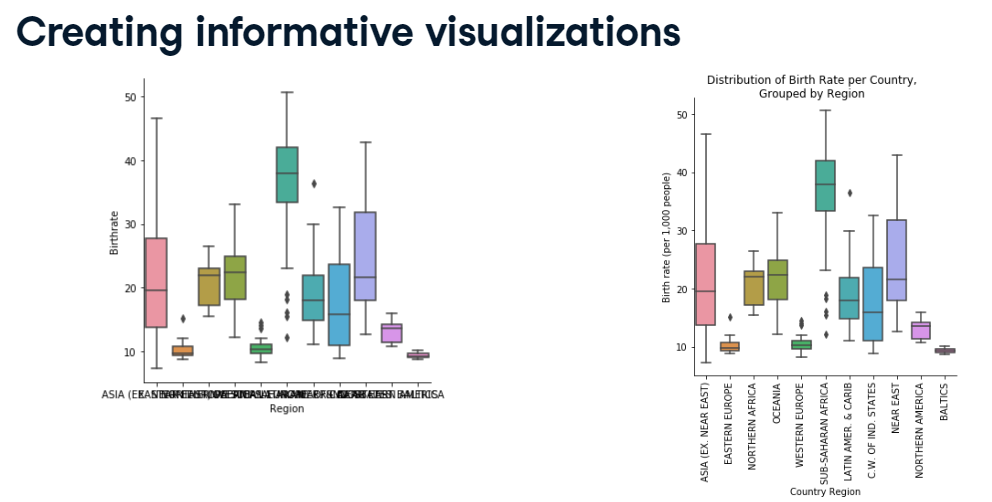 Creating informative visualizations
50
40
30
20
10
Birthrate
Region
Distribution of Birth Rate per Country,
Grouped by Region
50
40
30
20
10
Birth rate (per 1,000 people)
ASIA (EX. NEAR EAST)
EASTERN EUROPE
NORTHERN AFRICA
OCEANIA
WESTERN EUROPE
SUB-SAHARAN AFRICA
LATIN AMER. & CARIB
C.W. OF IND. STATES
NEAR EAST
NORTHERN AMERICA
BALTICS
Country Region